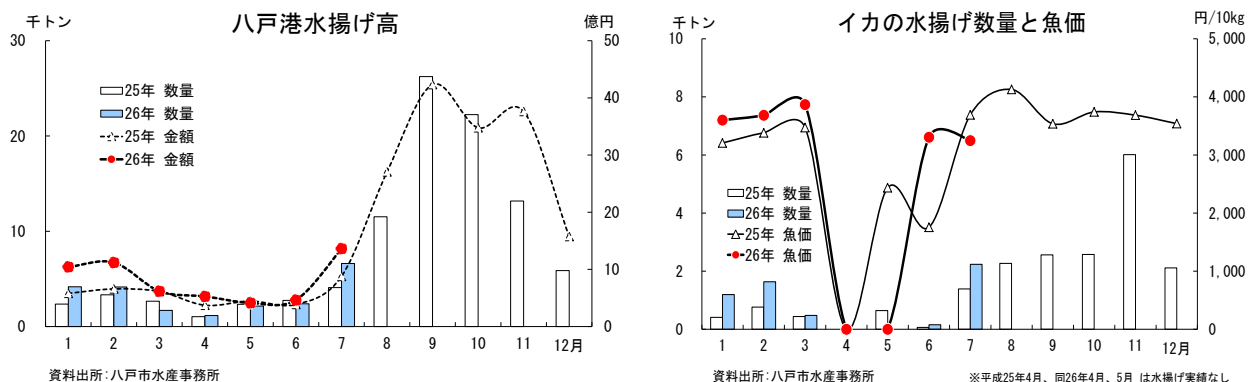 八戸港水揚げ高
千トン
億円
30
20
10
0
50
40
30
20
10
0
25年 数量
26年 数量
25年 金額
26年 金額
1 2 3 4 5 6 7 8 9 10 11 12月
資料出所:八戸市水産事務所
イカの水揚げ数量と魚価
千トン
円/10kg
10
8
6
4
2
0
5,000
4,000
3,000
2,000
1,000
0
25年 数量
26年 数量
25年 魚価
26年 魚価
1 2 3 4 5 6 7 8 9 10 11 12月
資料出所:八戸市水産事務所
※平成25年4月、同26年4月、5月 は水揚げ実績なし